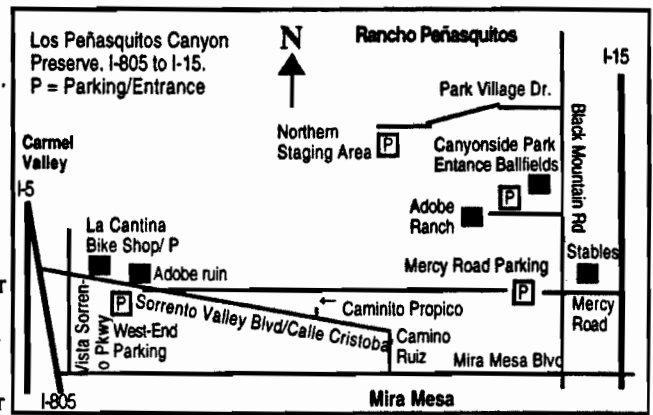 Los Peñasquitos Canyon
Preserve, I-805 to I-15.
P = Parking/Entrance
N
Rancho Peñasquitos
I-15
Park Village Dr.
Black Mountain Rd
Northern
Staging Area
P
Canyonside Park
Entance Ballfields
P
Carmel
Valley
I-5
Adobe
Ranch
La Cantina
Bike Shop/ P
Adobe ruin
Mercy Road Parking
P
Stables
Mercy
Road
Vista Sorren-
o Pkwy
P
West-End
Parking
Sorrento Valley Blvd/Calle Cristoba
← Caminito Propico
Camino
Ruiz
Mira Mesa Blvd
I-805
Mira Mesa